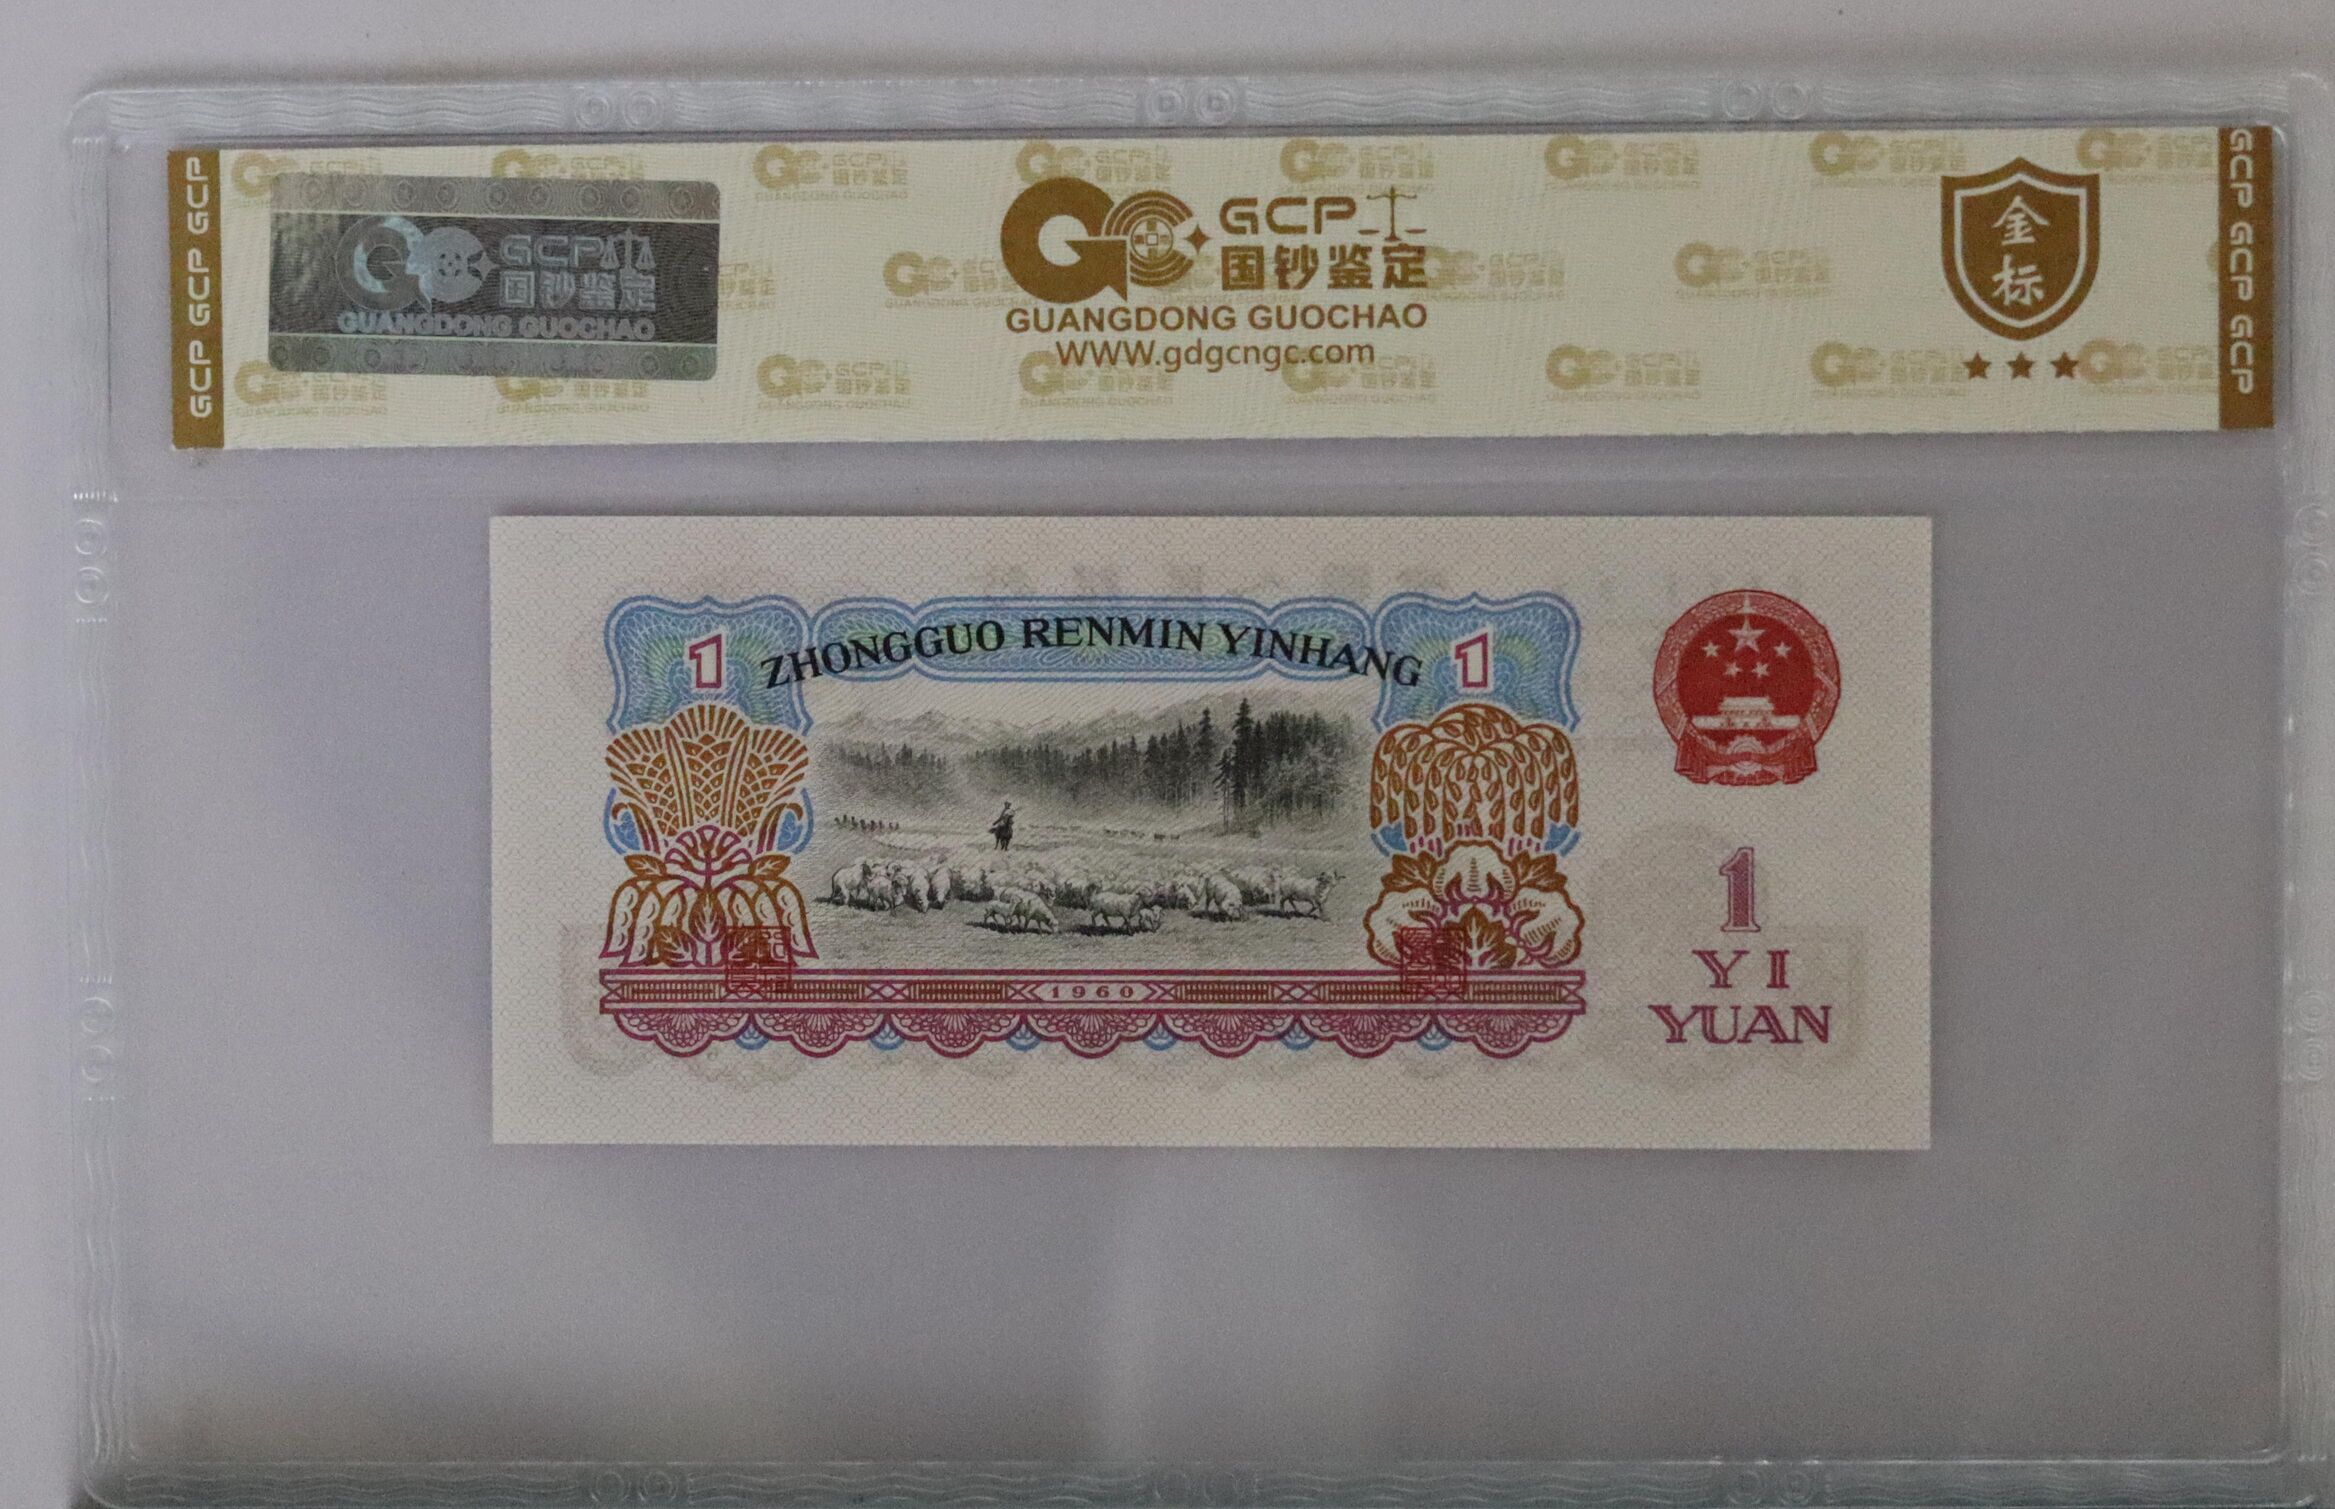 GCP GCP GCP
GCP
国钞鉴定
GUANGDONG GUOCHAO
GCP
国钞鉴定
GUANGDONG GUOCHAO
WWW.gdgcngc.com
金
标
GCP GCP GCP
1
ZHONGGUO RENMIN YINHANG
1
1
YI
YUAN
1960